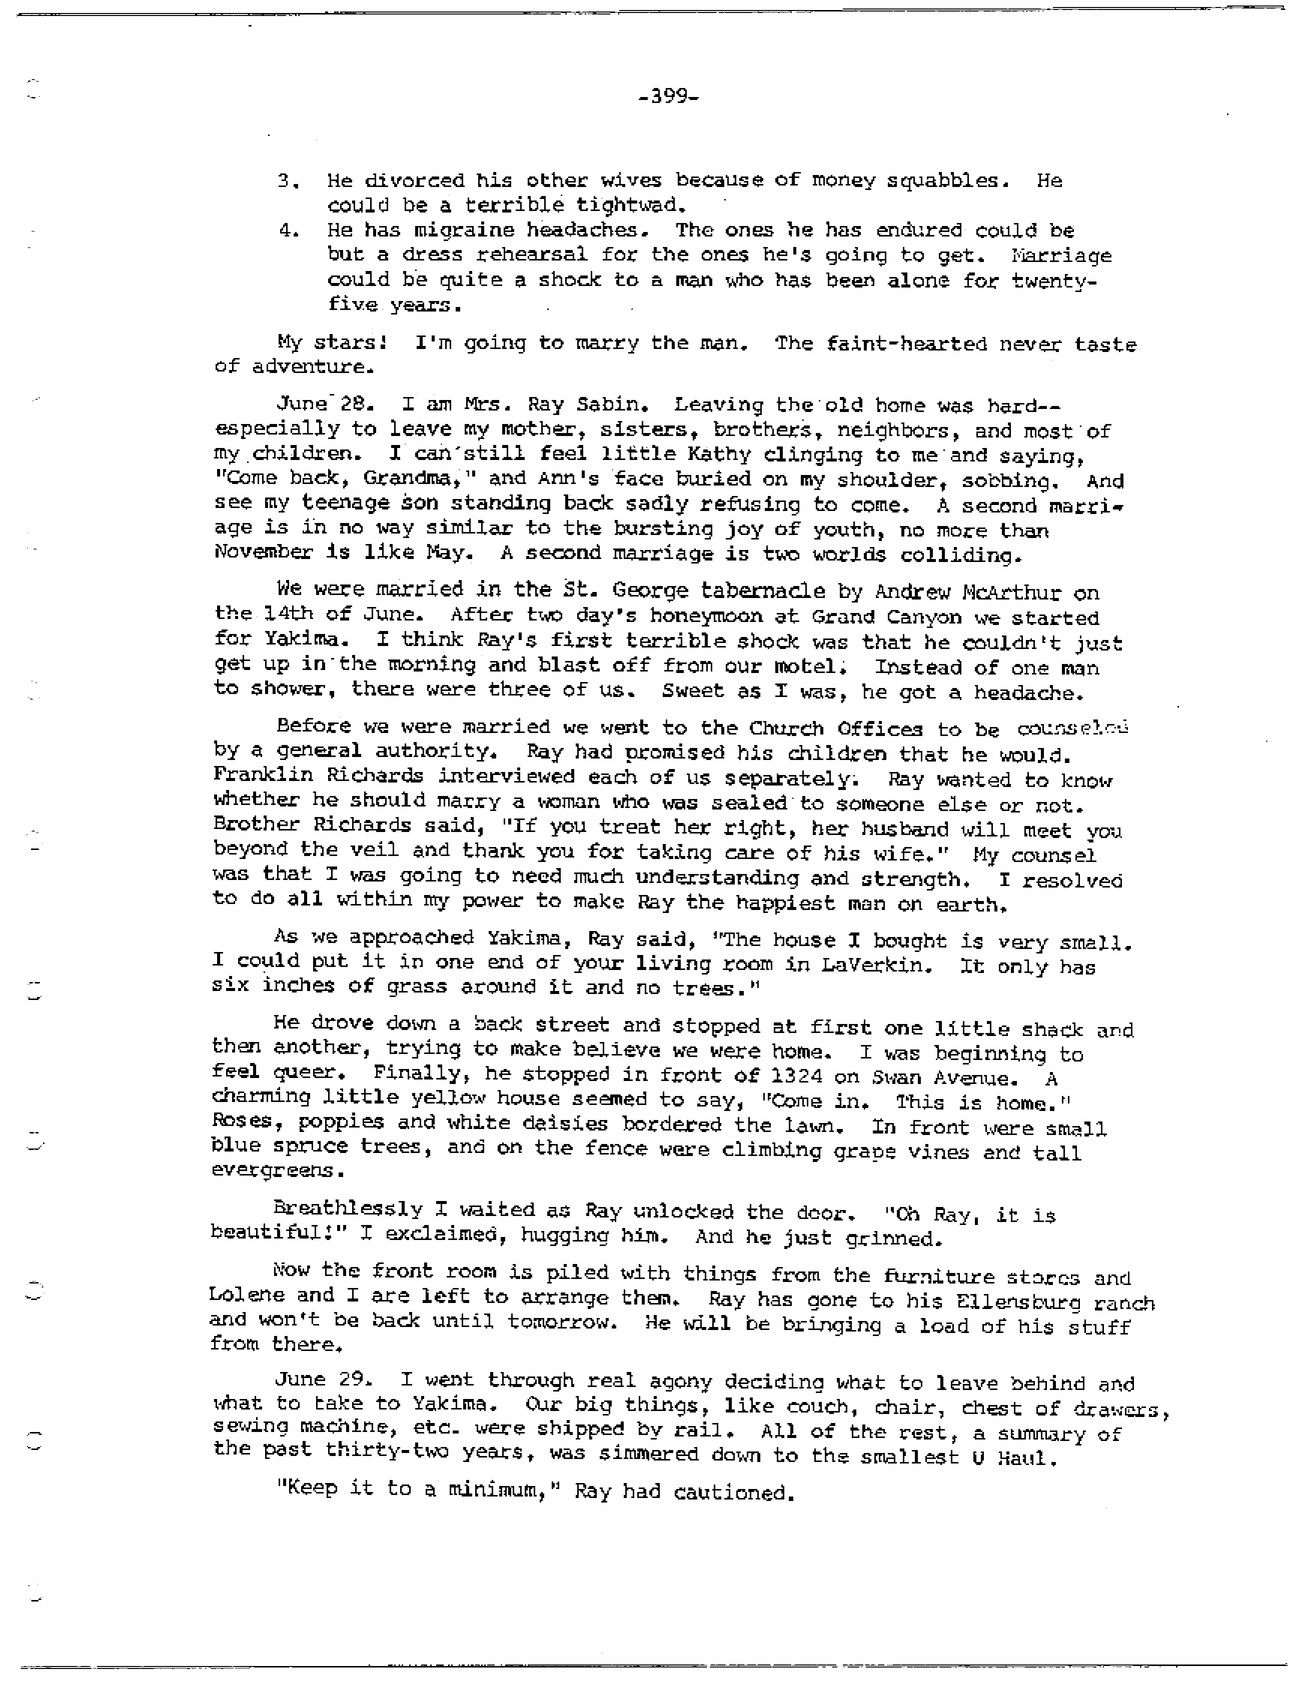 -399-
3. He divorced his other wives because of money squabbles. He
could be a terrible tightwad.
4. He has migraine headaches. The ones he has endured could be
but a dress rehearsal for the ones he's going to get. Marriage
could be quite a shock to a man who has been alone for twenty-
five years.
My stars! I'm going to marry the man. The faint-hearted never taste
of adventure.
June 28. I am Mrs. Ray Sabin. Leaving the old home was hard--
especially to leave my mother, sisters, brothers, neighbors, and most of
my children. I can still feel little Kathy clinging to me and saying,
"Come back, Grandma," and Ann's face buried on my shoulder, sobbing. And
see my teenage son standing back sadly refusing to come. A second marri-
age is in no way similar to the bursting joy of youth, no more than
November is like May. A second marriage is two worlds colliding.
We were married in the St. George tabernacle by Andrew McArthur on
the 14th of June. After two day's honeymoon at Grand Canyon we started
for Yakima. I think Ray's first terrible shock was that he couldn't just
get up in the morning and blast off from our motel. Instead of one man
to shower, there were three of us. Sweet as I was, he got a headache.
Before we were married we went to the Church Offices to be counseled
by a general authority. Ray had promised his children that he would.
Franklin Richards interviewed each of us separately. Ray wanted to know
whether he should marry a woman who was sealed to someone else or not.
Brother Richards said, "If you treat her right, her husband will meet you
beyond the veil and thank you for taking care of his wife." My counsel
was that I was going to need much understanding and strength. I resolved
to do all within my power to make Ray the happiest man on earth.
As we approached Yakima, Ray said, "The house I bought is very small.
I could put it in one end of your living room in LaVerkin. It only has
six inches of grass around it and no trees."
He drove down a back street and stopped at first one little shack and
then another, trying to make believe we were home. I was beginning to
feel queer. Finally, he stopped in front of 1324 on Swan Avenue. A
charming little yellow house seemed to say, "Come in. This is home."
Roses, poppies and white daisies bordered the lawn. In front were small
blue spruce trees, and on the fence were climbing grape vines and tall
evergreens.
Breathlessly I waited as Ray unlocked the door. "Oh Ray, it is
beautiful!" I exclaimed, hugging him. And he just grinned.
Now the front room is piled with things from the furniture stores and
Lolene and I are left to arrange them. Ray has gone to his Ellensburg ranch
and won't be back until tomorrow. He will be bringing a load of his stuff
from there.
June 29. I went through real agony deciding what to leave behind and
what to take to Yakima. Our big things, like couch, chair, chest of drawers,
sewing machine, etc. were shipped by rail. All of the rest, a summary of
the past thirty-two years, was simmered down to the smallest U Haul.
"Keep it to a minimum," Ray had cautioned.